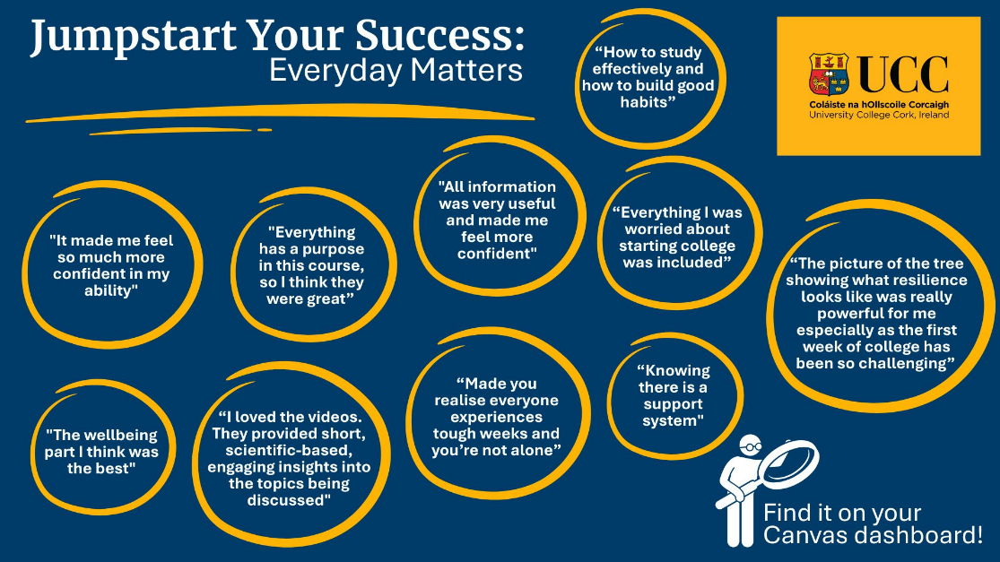 Jumpstart Your Success:
Everyday Matters
“How to study
effectively and
how to build good
habits”
UCC
Coláiste na hOllscoile Corcaigh
University College Cork, Ireland
"It made me feel
so much more
confident in my
ability"
"Everything
has a purpose
in this course,
so I think they
were great”
"All information
was very useful
and made me
feel more
confident"
“Everything I was
worried about
starting college
was included”
“The picture of the tree
showing what resilience
looks like was really
powerful for me
especially as the first
week of college has
been so challenging”
"The wellbeing
part I think was
the best"
“I loved the videos.
They provided short,
scientific-based,
engaging insights into
the topics being
discussed"
“Made you
realise everyone
experiences
tough weeks and
you’re not alone”
“Knowing
there is a
support
system"
Find it on your
Canvas dashboard!